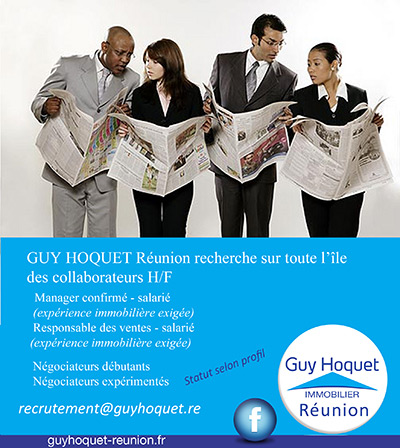 GUY HOQUET Réunion recherche sur toute l'île
des collaborateurs H/F
Manager confirmé - salarié
(expérience immobilière exigée)
Responsable des ventes - salarié
(expérience immobilière exigée)
Négociateurs débutants
Négociateurs expérimentés
Statut selon profil
recrutement@guyhoquet.re
guyhoquet-reunion.fr
f
Guy Hoquet
IMMOBILIER
Réunion